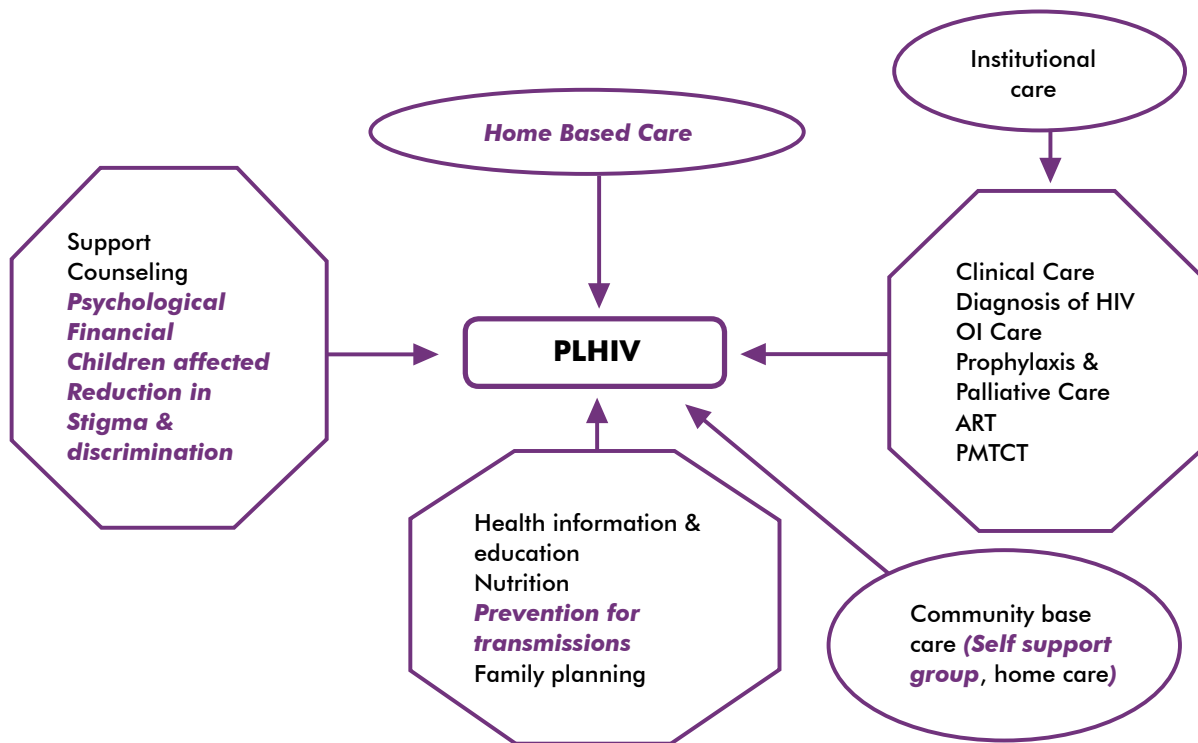 Institutional
care
Home Based Care
Support
Counseling
Psychological
Financial
Children affected
Reduction in
Stigma &
discrimination
PLHIV
Clinical Care
Diagnosis of HIV
OI Care
Prophylaxis &
Palliative Care
ART
PMTCT
Health information &
education
Nutrition
Prevention for
transmissions
Family planning
Community base
care (Self support
group, home care)